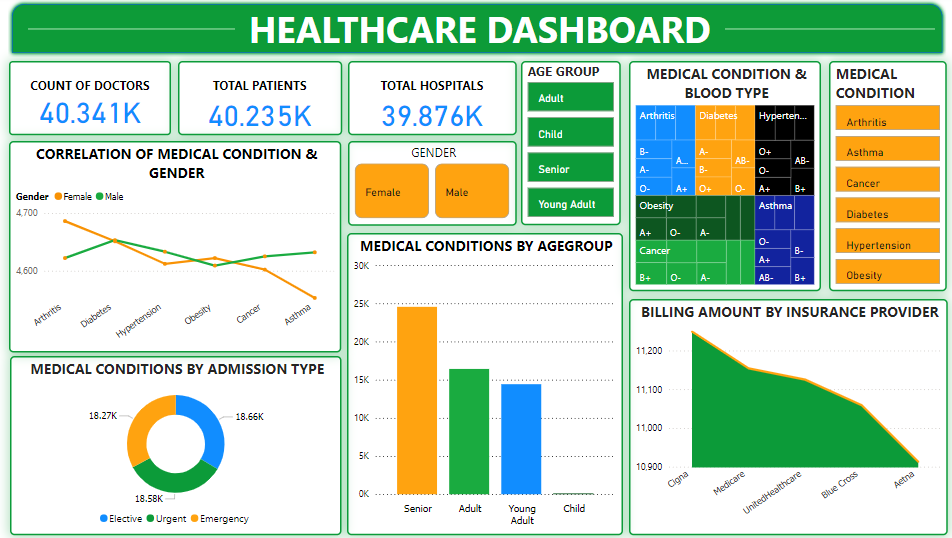 HEALTHCARE DASHBOARD
COUNT OF DOCTORS
40.341K
TOTAL PATIENTS
40.235K
TOTAL HOSPITALS
39.876K
AGE GROUP
Adult
Child
Senior
Young Adult
MEDICAL CONDITION &
BLOOD TYPE
Arthritis
B-
A-
O-
A...
A+
Diabetes
A-
B-
B+
O+
AB-
O-
Hyperten...
O+
A-
O-
A+
AB-
B+
Obesity
A+
O-
A-
Cancer
B+
O-
A+
A-
Asthma
O-
A+
AB-
B-
B+
MEDICAL
CONDITION
Arthritis
Asthma
Cancer
Diabetes
Hypertension
Obesity
CORRELATION OF MEDICAL CONDITION &
GENDER
Gender Female Male
4,700
4,600
Arthritis
Diabetes
Hypertension
Obesity
Cancer
Asthma
GENDER
Female
Male
MEDICAL CONDITIONS BY AGEGROUP
30K
25K
20K
15K
10K
5K
0K
Senior
Adult
Young
Adult
Child
BILLING AMOUNT BY INSURANCE PROVIDER
11,200
11,100
11,000
10,900
Cigna
Medicare
UnitedHealthcare
Blue Cross
Aetna
MEDICAL CONDITIONS BY ADMISSION TYPE
18.27K
18.66K
18.58K
Elective Urgent Emergency